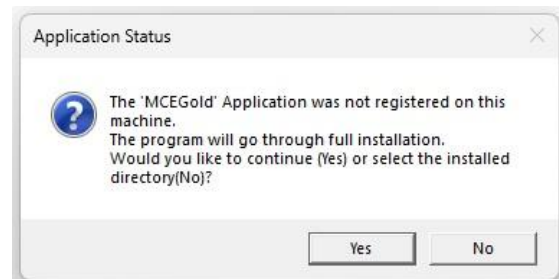 Application Status
The 'MCEGold' Application was not registered on this
machine.
The program will go through full installation.
Would you like to continue (Yes) or select the installed
directory(No)?
Yes
No